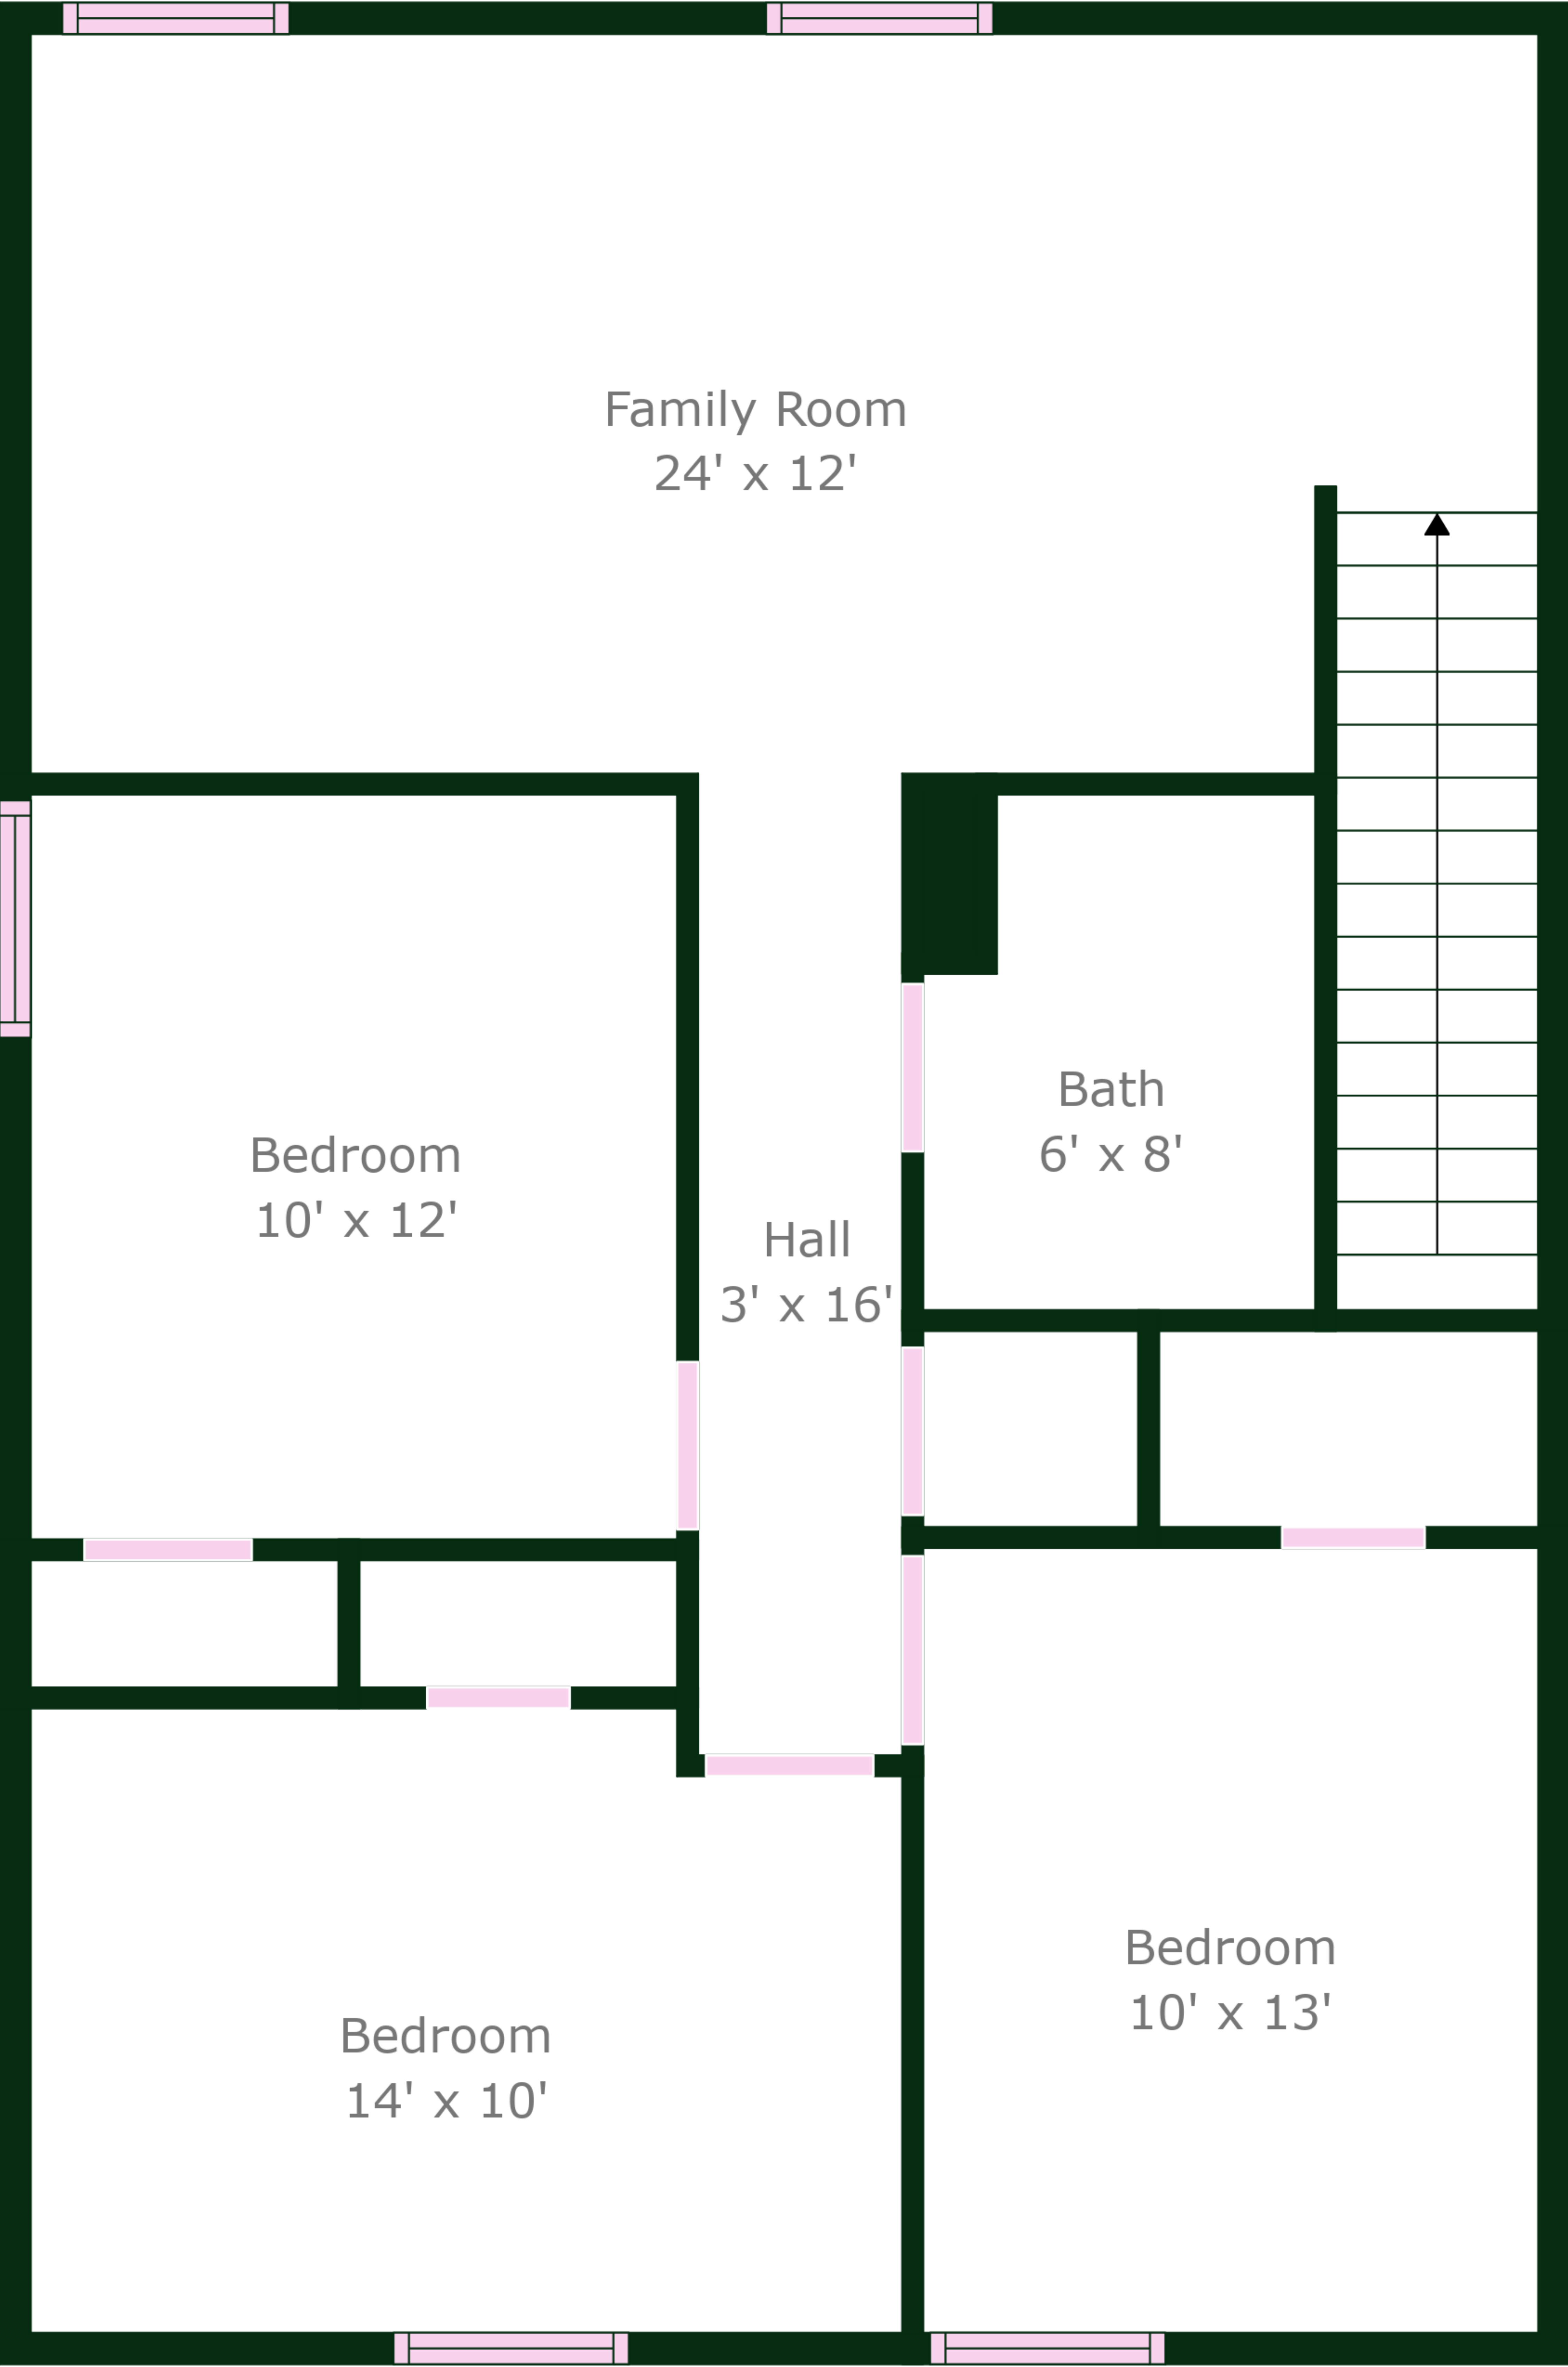 Family Room
24' x 12'
Bath
6' x 8'
Bedroom
10' x 12'
Hall
3' x 16'
Bedroom
10' x 13'
Bedroom
14' x 10'